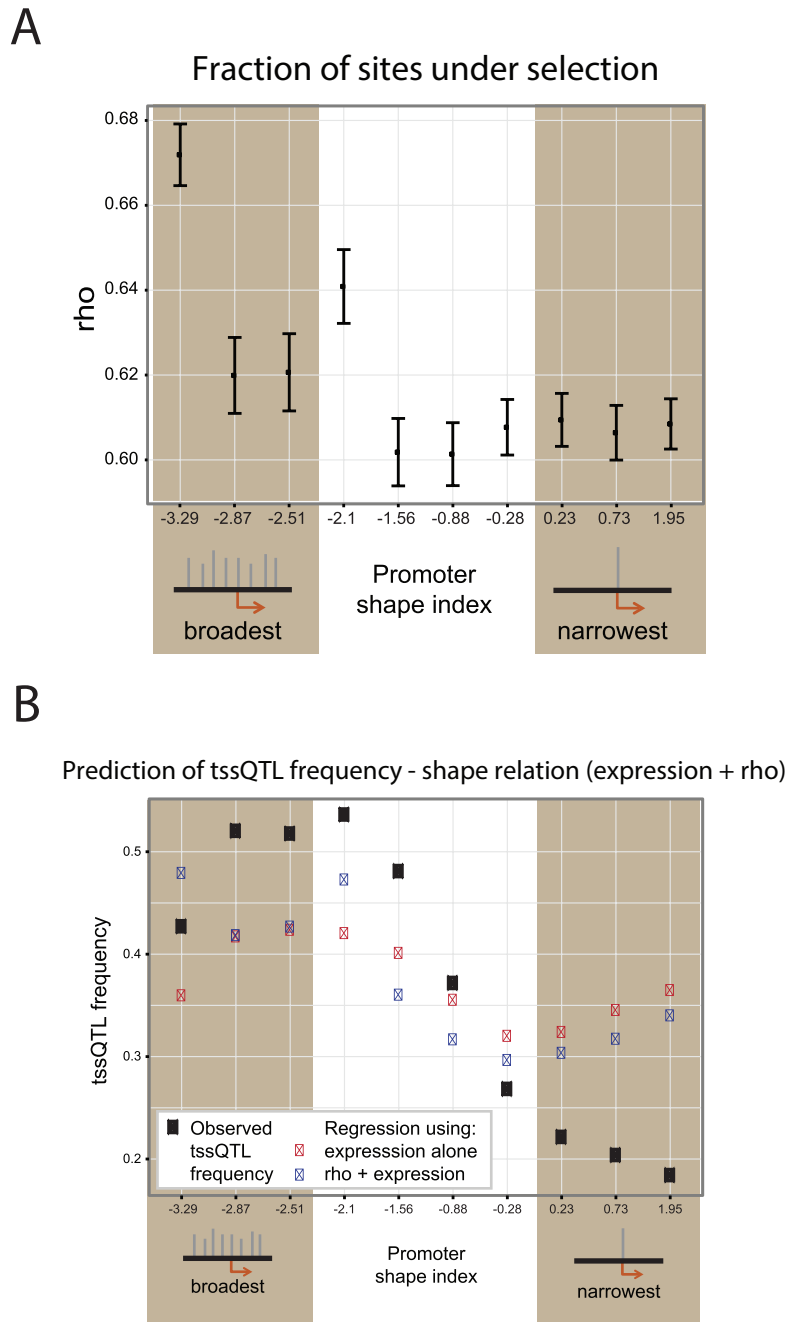 A
Fraction of sites under selection
0.68
0.66
0.64
0.62
0.60
rho
-3.29 -2.87 -2.51 -2.1 -1.56 -0.88 -0.28 0.23 0.73 1.95
broadest
Promoter
shape index
narrowest
B
Prediction of tssQTL frequency - shape relation (expression + rho)
0.5
0.4
0.3
0.2
tssQTL frequency
Observed
tssQTL
frequency
Regression using:
expresssion alone
rho + expression
-3.29 -2.87 -2.51 -2.1 -1.56 -0.88 -0.28 0.23 0.73 1.95
broadest
Promoter
shape index
narrowest